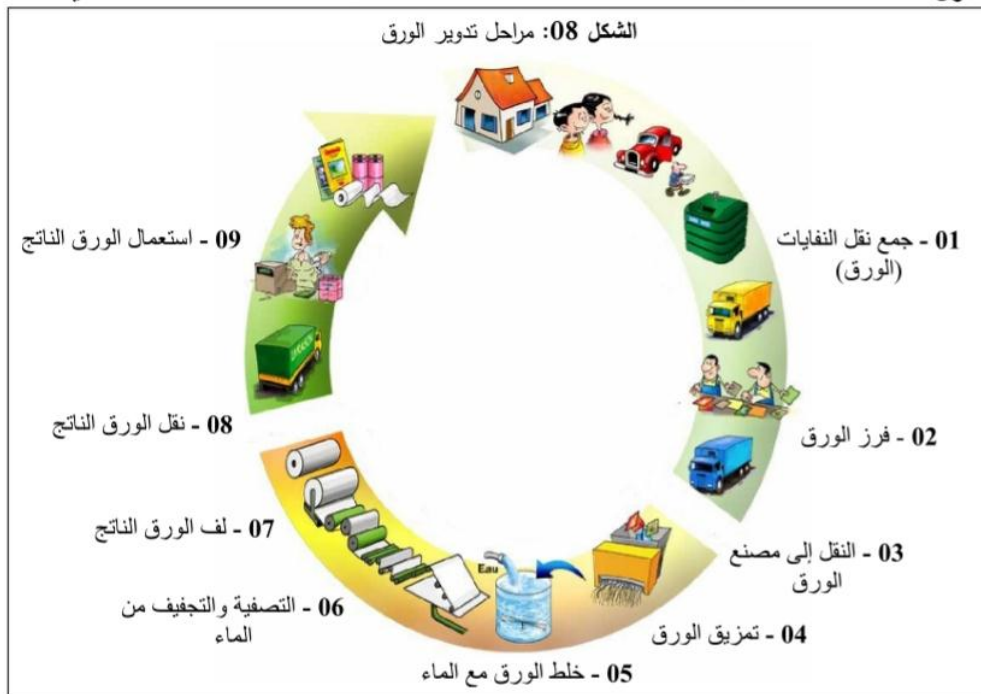 الشكل 08: مراحل تدوير الورق
01 - جمع نقل النفايات
(الورق)
02 - فرز الورق
03 - النقل إلى مصنع
الورق
04 - تمزيق الورق
Eau
05 - خلط الورق مع الماء
06 - التصفية والتجفيف من
الماء
07 - لف الورق الناتج
08 - نقل الورق الناتج
09 - استعمال الورق الناتج